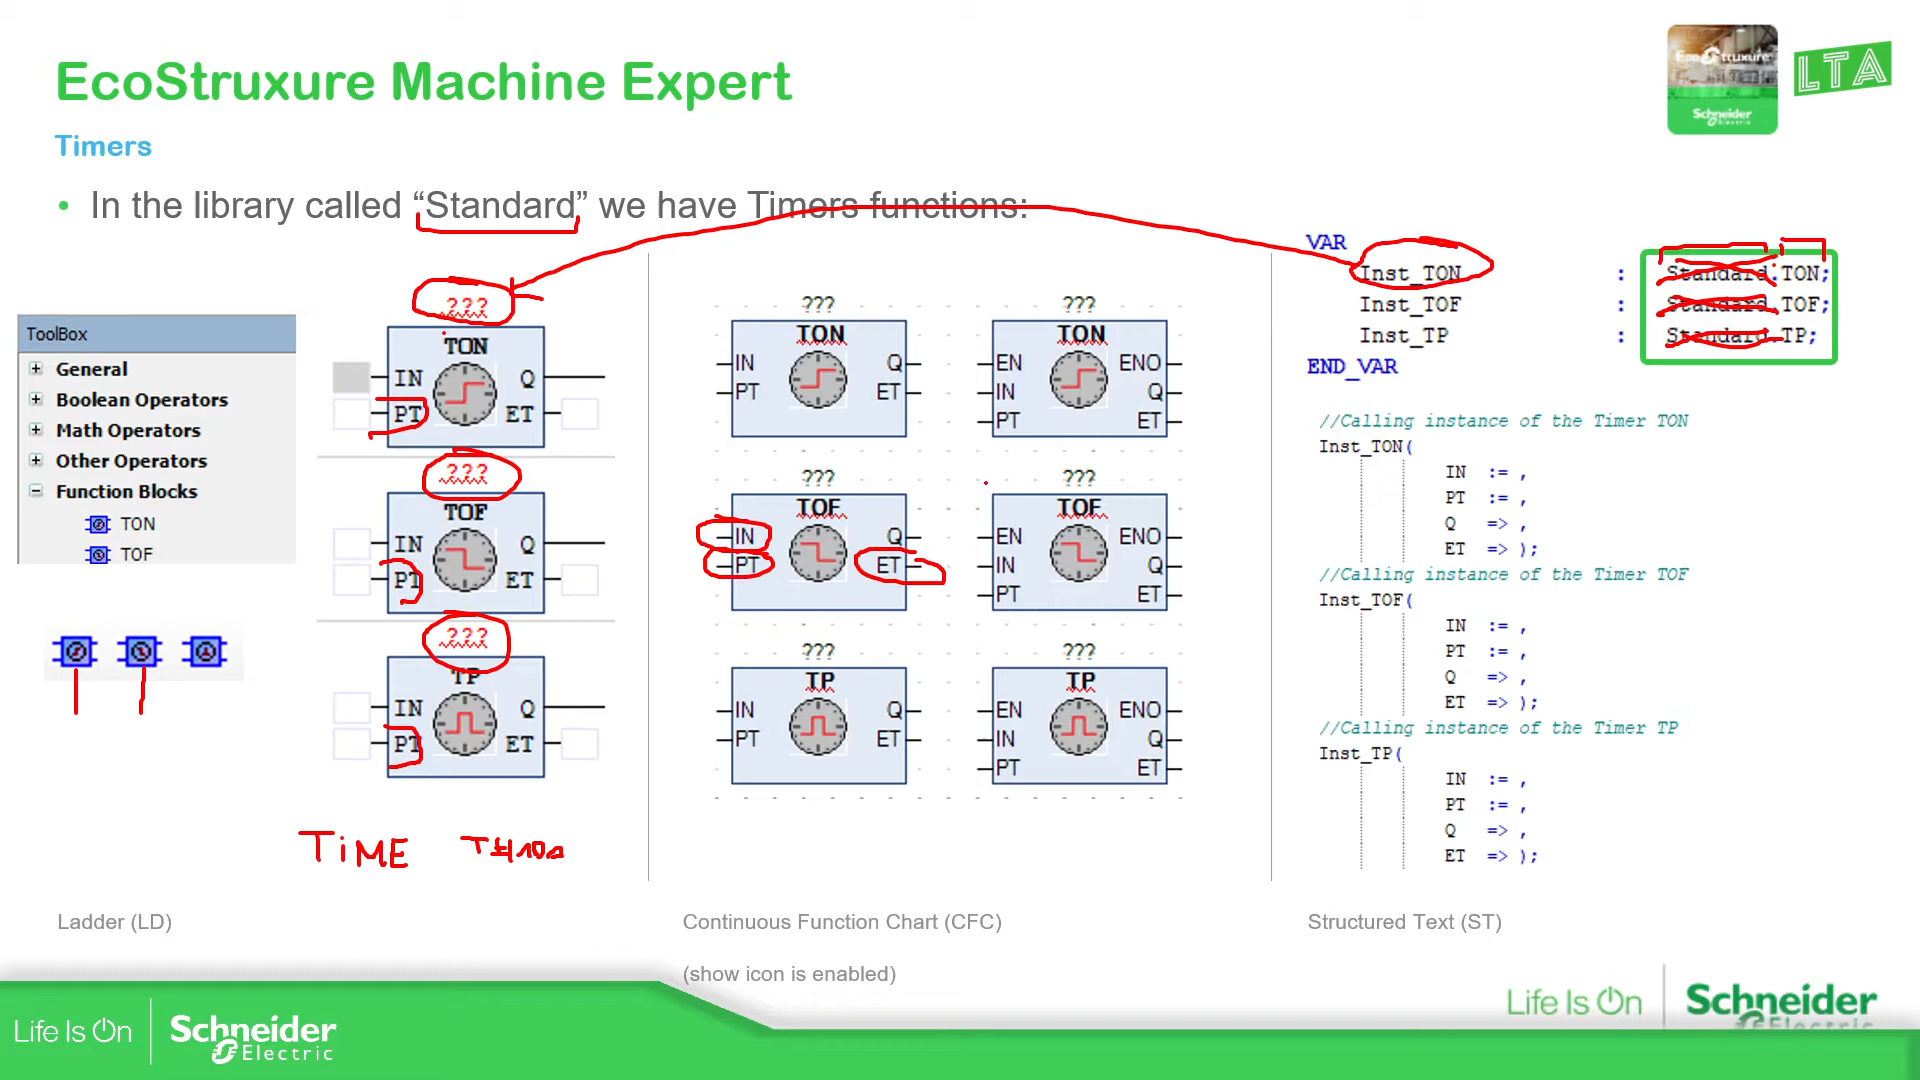 EcoStruxure Machine Expert
EcoStruxure
Schneider
Electric
LTA
Timers
• In the library called “Standard” we have Timers functions:
ToolBox
General
Boolean Operators
Math Operators
Other Operators
Function Blocks
TON
TOF
???
TON
IN Q
PT ET
???
TOF
IN Q
PT ET
???
TP
IN Q
PT ET
TiME
Ladder (LD)
???
TON
IN Q
PT ET
???
TON
EN ENO
IN Q
PT ET
???
TOF
IN Q
PT ET
???
TOF
EN ENO
IN Q
PT ET
???
TP
IN Q
PT ET
???
TP
EN ENO
IN Q
PT ET
Continuous Function Chart (CFC)
(show icon is enabled)
VAR
Inst_TON : Standard.TON;
Inst_TOF : Standard.TOF;
Inst_TP : Standard.TP;
END_VAR
//Calling instance of the Timer TON
Inst_TON(
IN := ,
PT := ,
Q => ,
ET => );
//Calling instance of the Timer TOF
Inst_TOF(
IN := ,
PT := ,
Q => ,
ET => );
//Calling instance of the Timer TP
Inst_TP(
IN := ,
PT := ,
Q => ,
ET => );
Structured Text (ST)
Life Is On
Schneider
Electric
Life Is On
Schneider
Electric